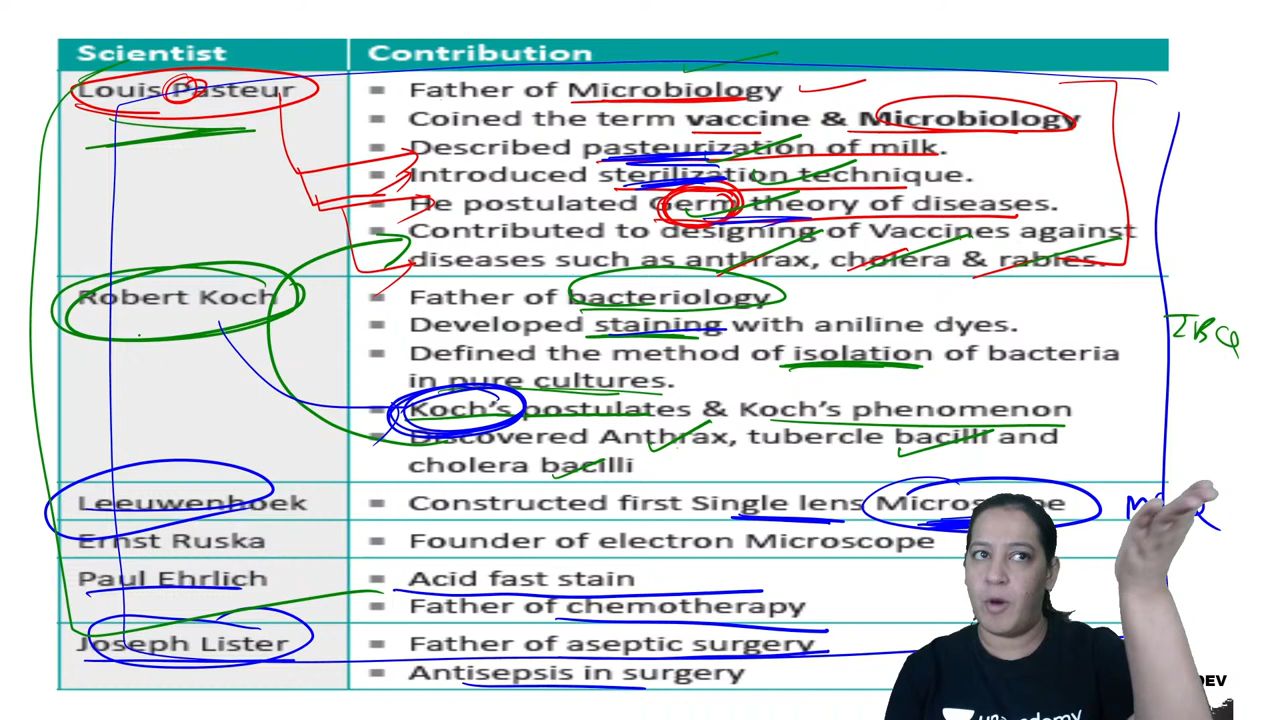 Scientist Contribution
Louis Pasteur
▪ Father of Microbiology
▪ Coined the term vaccine & Microbiology
▪ Described pasteurization of milk.
▪ Introduced sterilization technique.
▪ He postulated Germ theory of diseases.
▪ Contributed to designing of Vaccines against
diseases such as anthrax, cholera & rabies.
Robert Koch
▪ Father of bacteriology
▪ Developed staining with aniline dyes.
▪ Defined the method of isolation of bacteria
in pure cultures.
▪ Koch's postulates & Koch's phenomenon
▪ Discovered Anthrax, tubercle bacilli and
cholera bacilli
IBQ
Leeuwenhoek
▪ Constructed first Single lens Microscope
Ernst Ruska
▪ Founder of electron Microscope
Paul Ehrlich
▪ Acid fast stain
▪ Father of chemotherapy
Joseph Lister
▪ Father of aseptic surgery
▪ Antisepsis in surgery
DEV